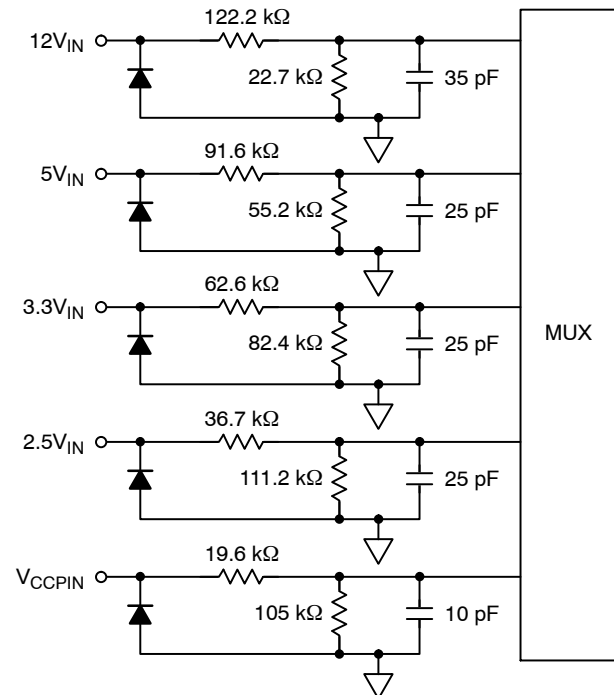 122.2 kΩ
12V_IN
22.7 kΩ
35 pF
91.6 kΩ
5V_IN
55.2 kΩ
25 pF
62.6 kΩ
3.3V_IN
MUX
82.4 kΩ
25 pF
36.7 kΩ
2.5V_IN
111.2 kΩ
25 pF
19.6 kΩ
V_CCPIN
105 kΩ
10 pF